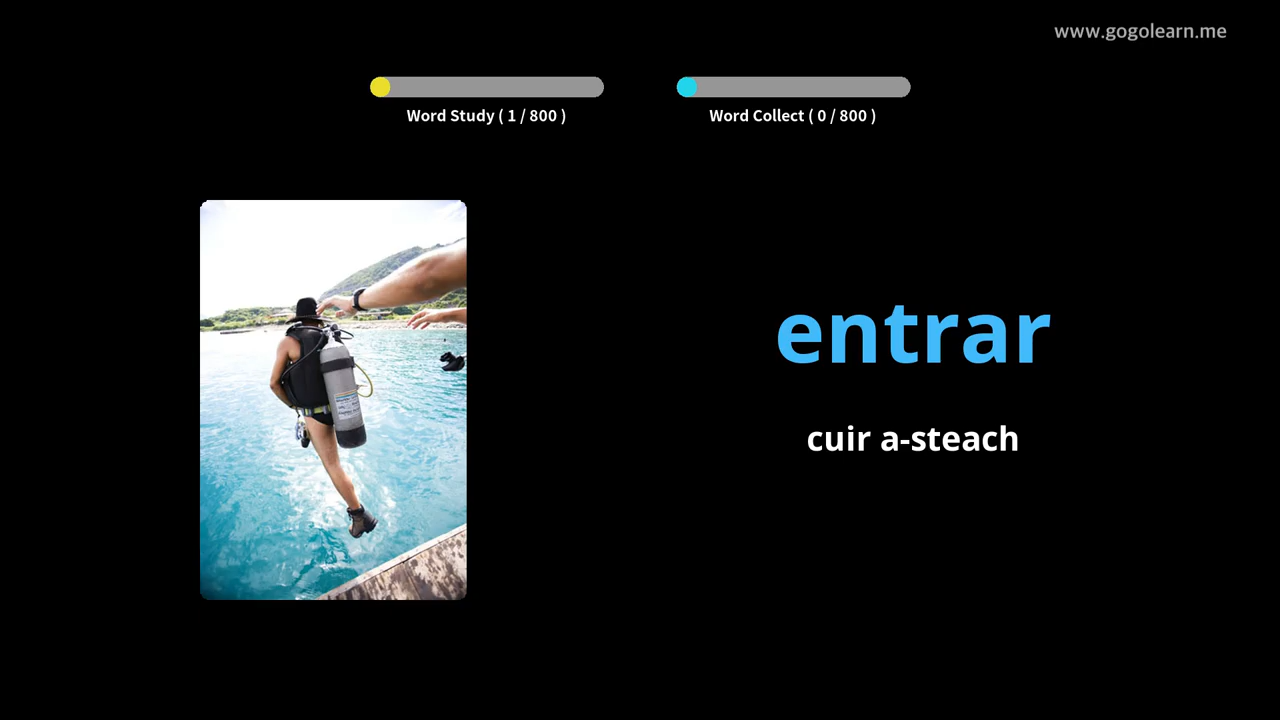 www.gogolearn.me
Word Study ( 1 / 800 )
Word Collect ( 0 / 800 )
entrar
cuir a-steach